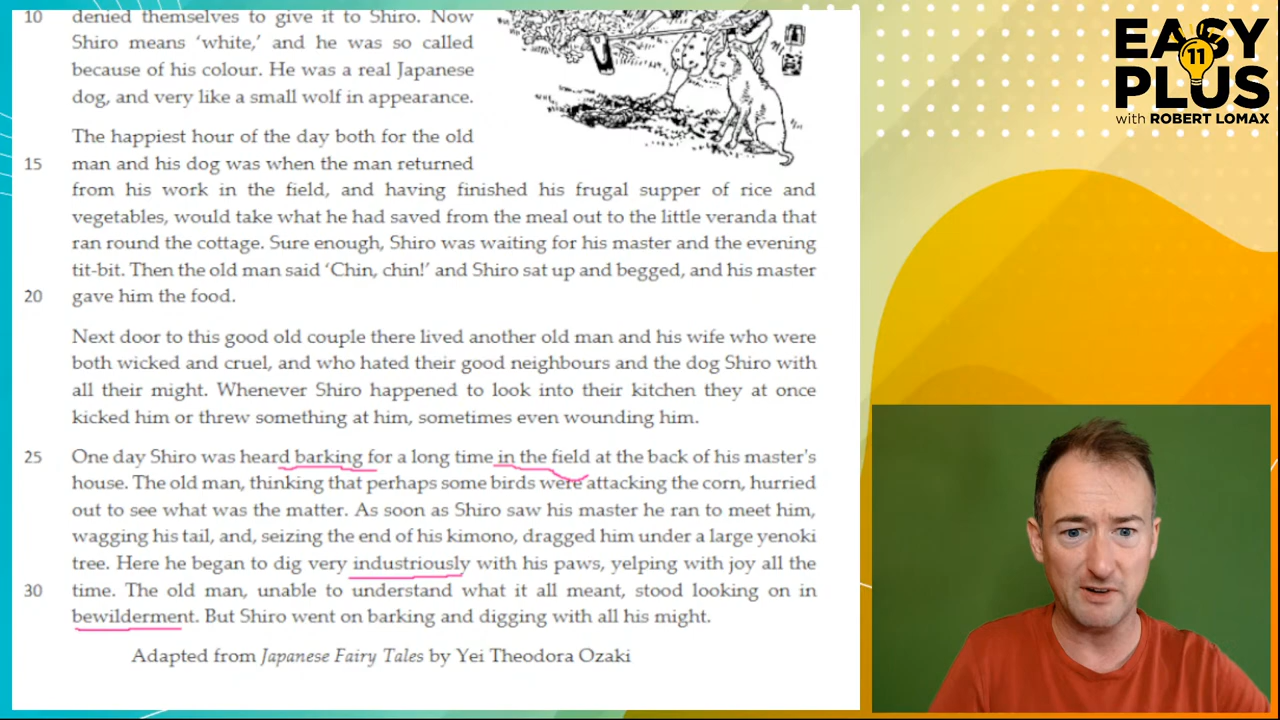 10 denied themselves to give it to Shiro. Now
Shiro means ‘white,’ and he was so called
because of his colour. He was a real Japanese
dog, and very like a small wolf in appearance.
The happiest hour of the day both for the old
15 man and his dog was when the man returned
from his work in the field, and having finished his frugal supper of rice and
vegetables, would take what he had saved from the meal out to the little veranda that
ran round the cottage. Sure enough, Shiro was waiting for his master and the evening
tit-bit. Then the old man said ‘Chin, chin!’ and Shiro sat up and begged, and his master
20 gave him the food.
Next door to this good old couple there lived another old man and his wife who were
both wicked and cruel, and who hated their good neighbours and the dog Shiro with
all their might. Whenever Shiro happened to look into their kitchen they at once
kicked him or threw something at him, sometimes even wounding him.
25 One day Shiro was heard barking for a long time in the field at the back of his master's
house. The old man, thinking that perhaps some birds were attacking the corn, hurried
out to see what was the matter. As soon as Shiro saw his master he ran to meet him,
wagging his tail, and, seizing the end of his kimono, dragged him under a large yenoki
tree. Here he began to dig very industriously with his paws, yelping with joy all the
30 time. The old man, unable to understand what it all meant, stood looking on in
bewilderment. But Shiro went on barking and digging with all his might.
Adapted from Japanese Fairy Tales by Yei Theodora Ozaki
EASY
11
PLUS
with ROBERT LOMAX